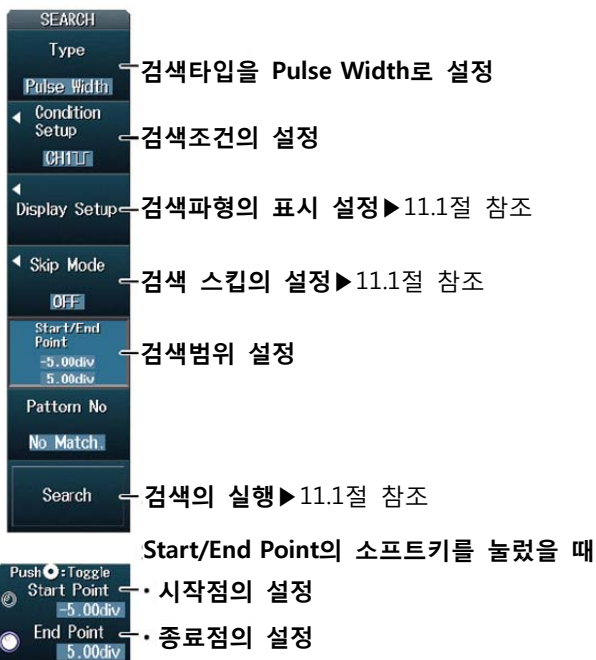 SEARCH
Type
Pulse Width
검색타입을 Pulse Width로 설정
Condition
Setup
CH1
검색조건의 설정
Display Setup
검색파형의 표시 설정▶11.1절 참조
Skip Mode
OFF
검색 스킵의 설정▶11.1절 참조
Start/End
Point
-5.00div
5.00div
검색범위 설정
Pattorn No
No Match.
Search
검색의 실행▶11.1절 참조
Start/End Point의 소프트키를 눌렀을 때
Push :Toggle
Start Point
-5.00div
・시작점의 설정
End Point
5.00div
・종료점의 설정